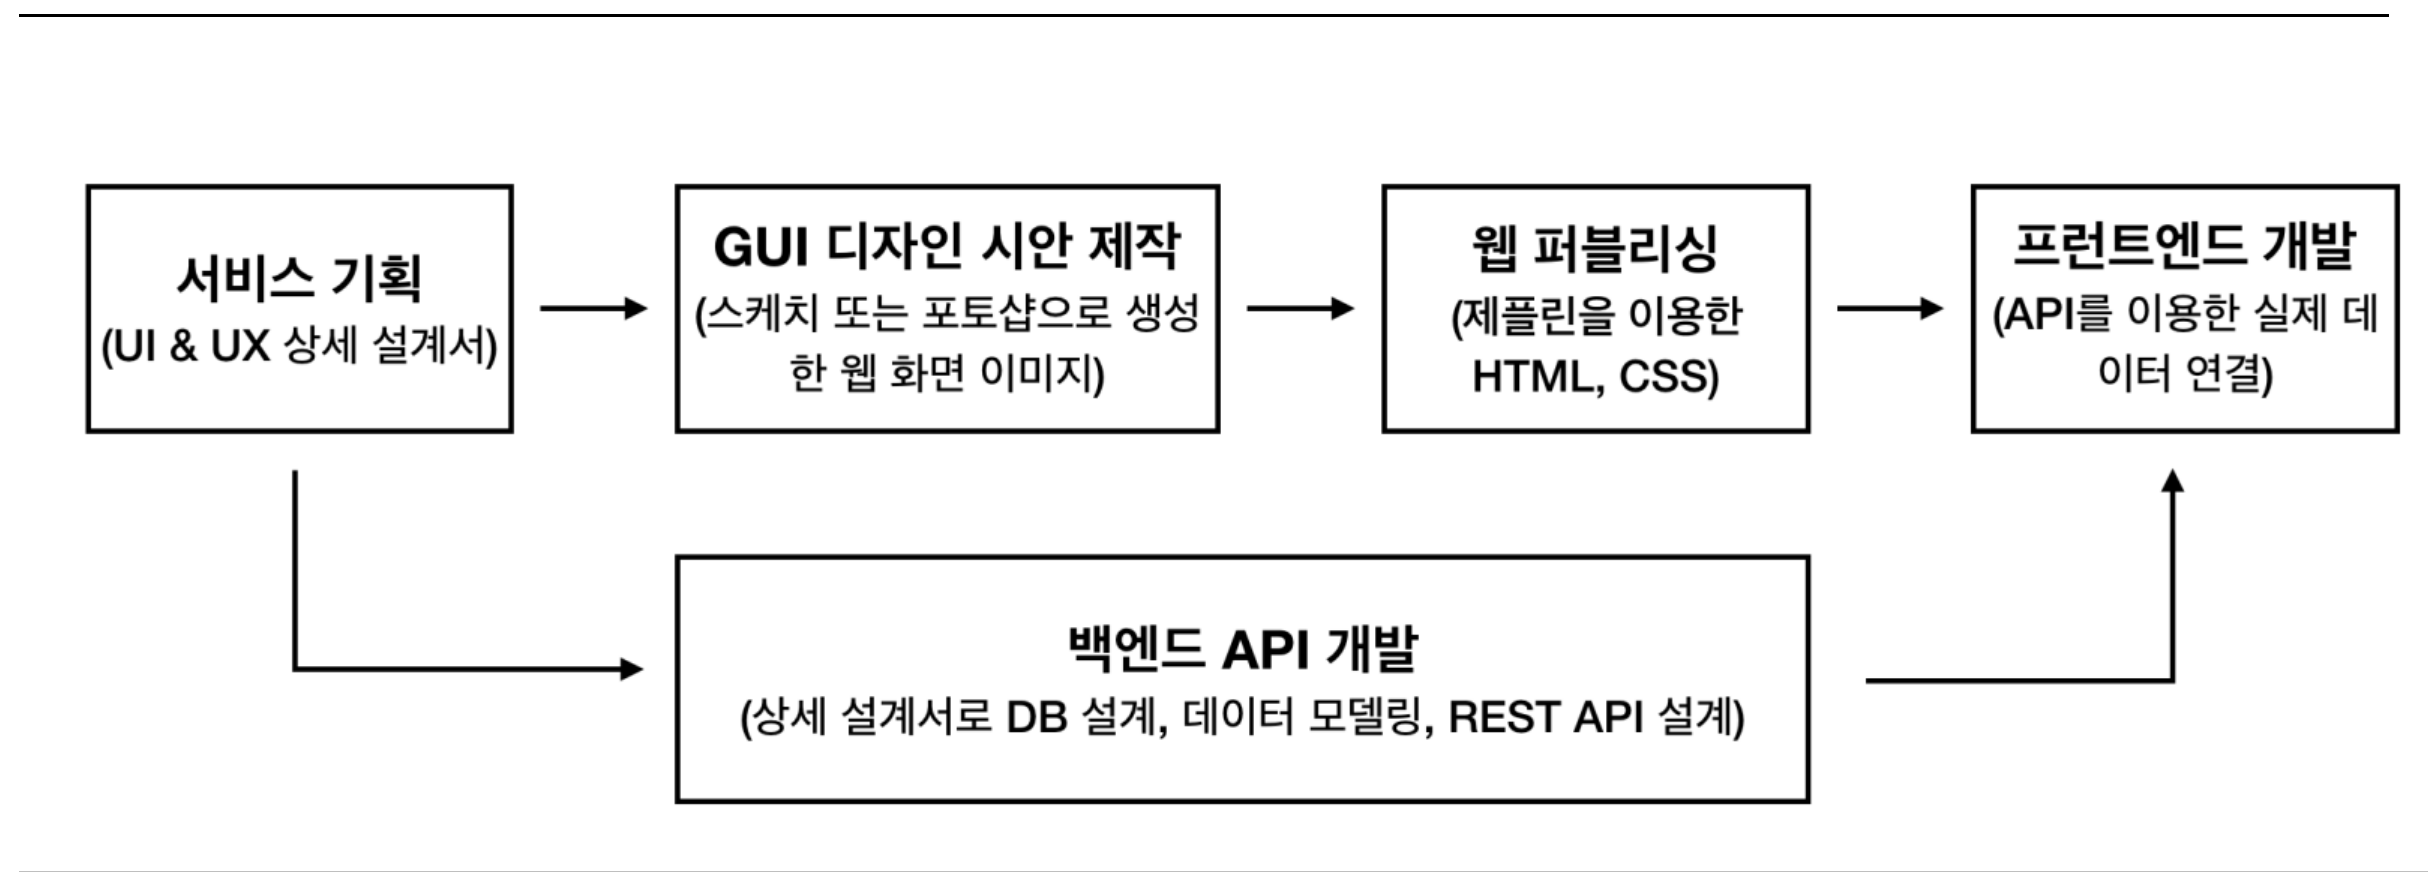 서비스 기획
(UI & UX 상세 설계서)
GUI 디자인 시안 제작
(스케치 또는 포토샵으로 생성
한 웹 화면 이미지)
웹 퍼블리싱
(제플린을 이용한
HTML, CSS)
프런트엔드 개발
(API를 이용한 실제 데
이터 연결)
백엔드 API 개발
(상세 설계서로 DB 설계, 데이터 모델링, REST API 설계)